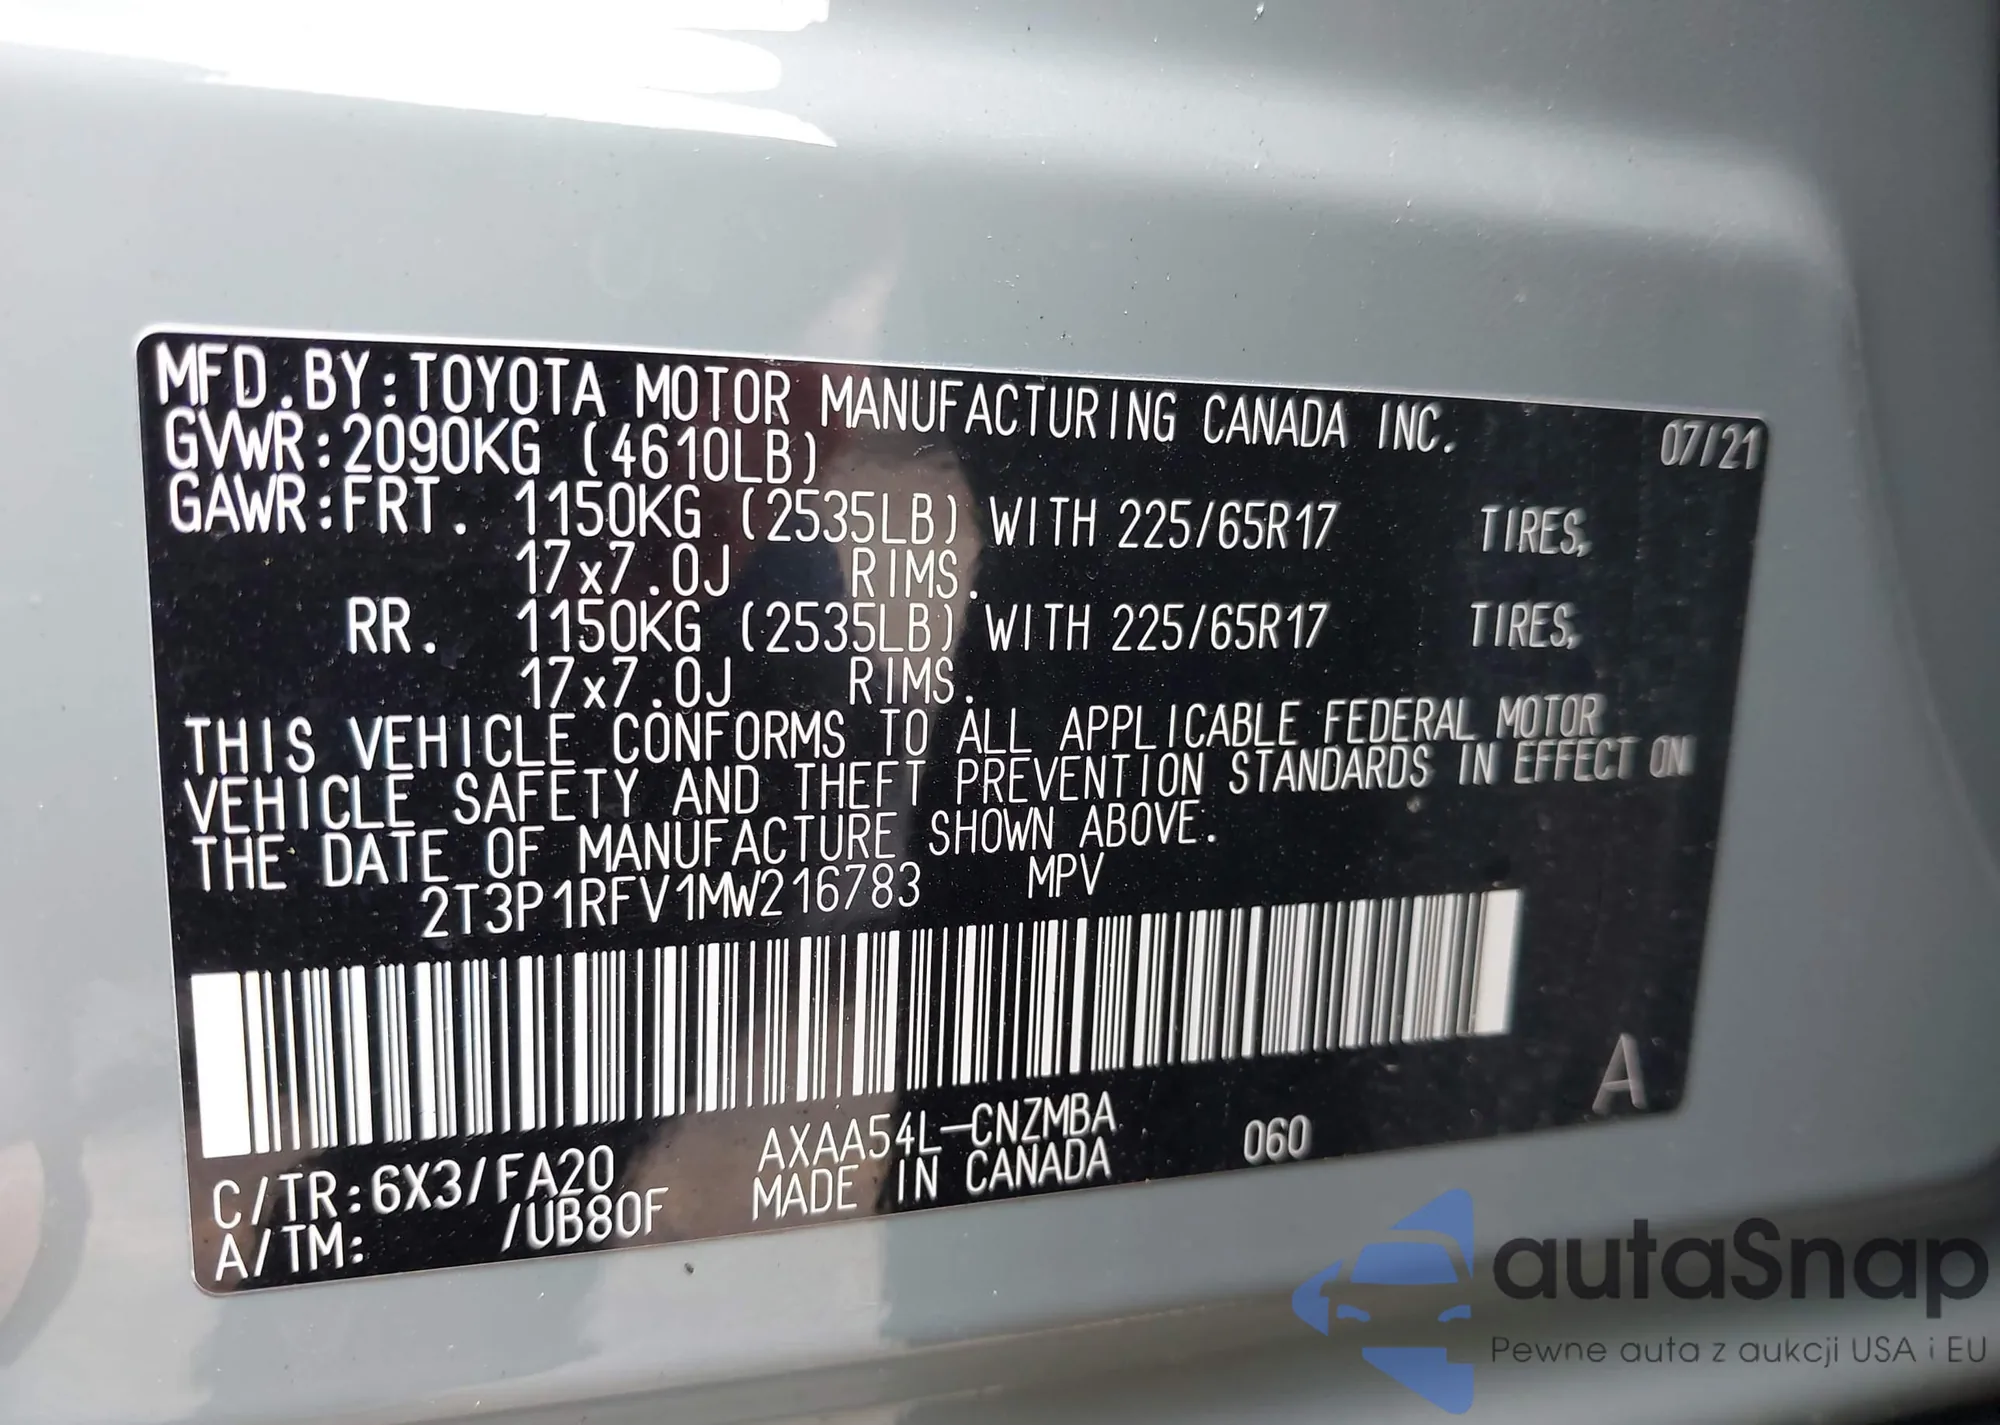 MFD.BY:TOYOTA MOTOR MANUFACTURING CANADA INC. 07/21
GVWR:2090KG (4610LB)
GAWR:FRT. 1150KG (2535LB) WITH 225/65R17 TIRES,
17x7.0J RIMS.
RR. 1150KG (2535LB) WITH 225/65R17 TIRES,
17x7.0J RIMS.
THIS VEHICLE CONFORMS TO ALL APPLICABLE FEDERAL MOTOR
VEHICLE SAFETY AND THEFT PREVENTION STANDARDS IN EFFECT ON
THE DATE OF MANUFACTURE SHOWN ABOVE.
2T3P1RFV1MW216783 MPV
A
C/TR:6X3/FA20 AXAA54L-CNZMBA 060
A/TM: /UB80F MADE IN CANADA
autaSnap
Pewne auta z aukcji USA i EU